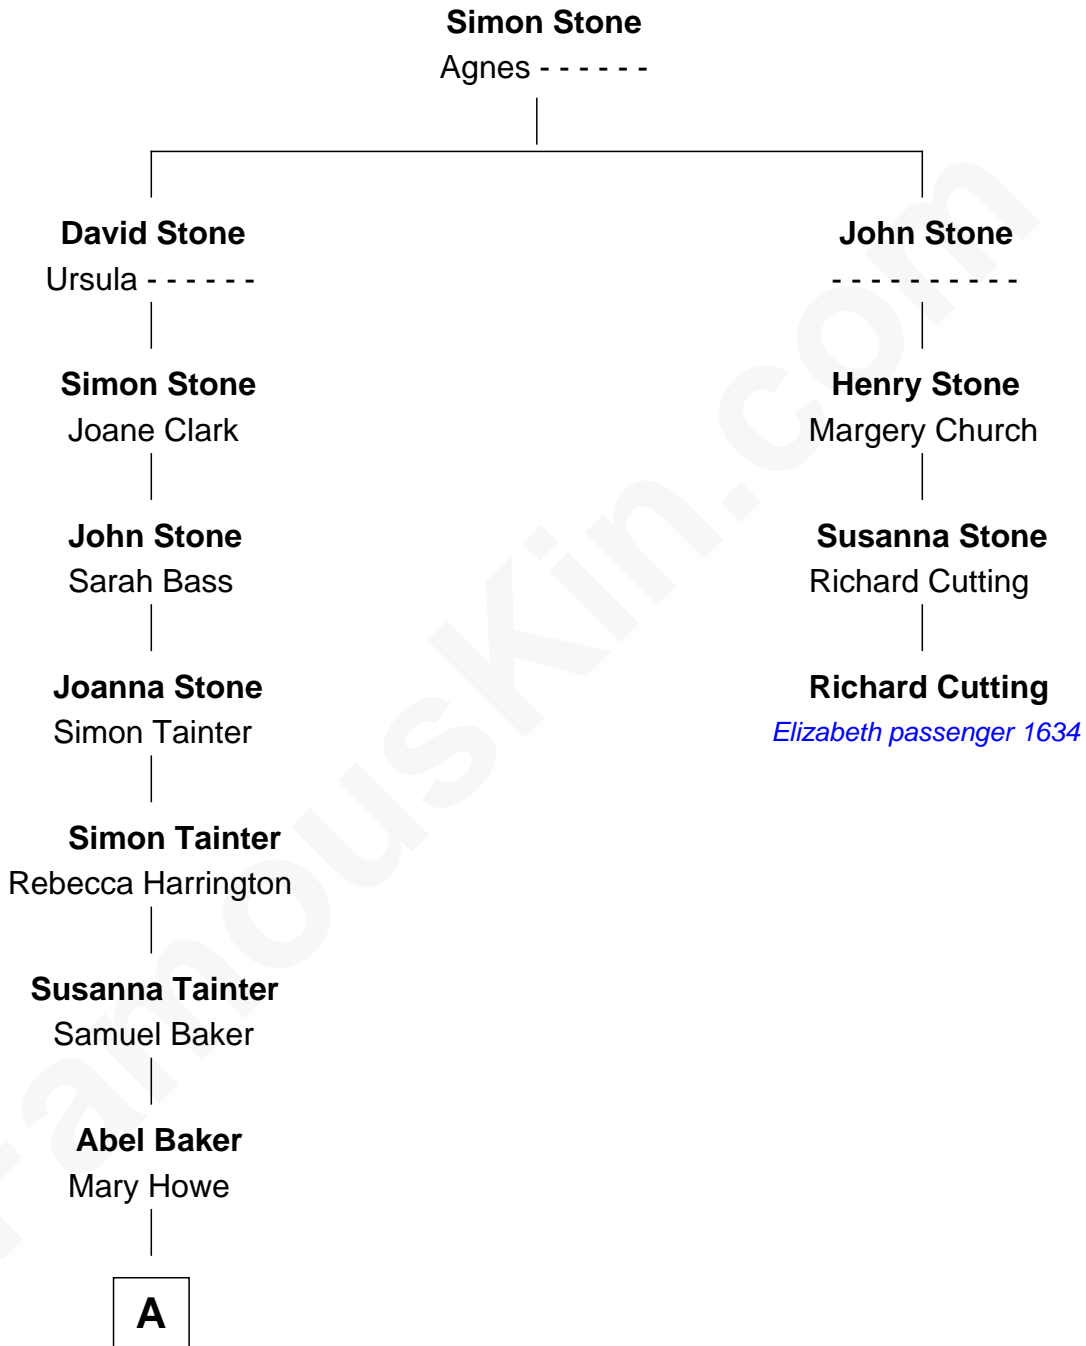 Simon Stone
Agnes - - - - - -
David Stone
Ursula - - - - - -
John Stone
- - - - - - - - - -
Simon Stone
Joane Clark
Henry Stone
Margery Church
John Stone
Sarah Bass
Susanna Stone
Richard Cutting
Joanna Stone
Simon Tainter
Richard Cutting
Elizabeth passenger 1634
Simon Tainter
Rebecca Harrington
Susanna Tainter
Samuel Baker
Abel Baker
Mary Howe
A
FamousKin.com